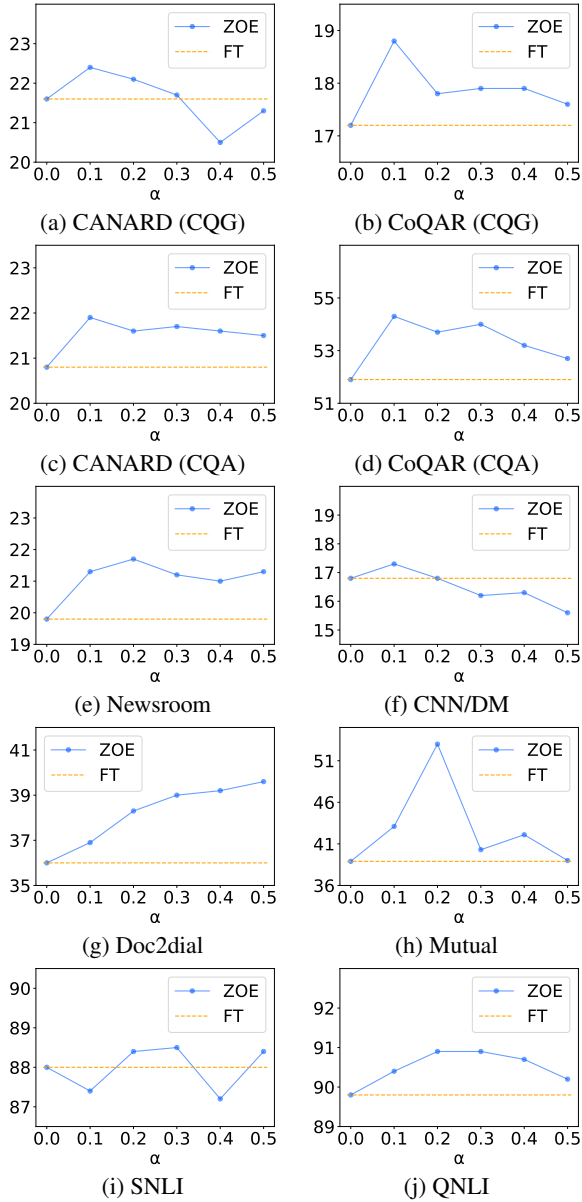 23
22
21
20
ZOE
FT
0.0 0.1 0.2 0.3 0.4 0.5
α
(a) CANARD (CQG)
19
18
17
ZOE
FT
0.0 0.1 0.2 0.3 0.4 0.5
α
(b) CoQAR (CQG)
23
22
21
20
ZOE
FT
0.0 0.1 0.2 0.3 0.4 0.5
α
(c) CANARD (CQA)
55
53
51
ZOE
FT
0.0 0.1 0.2 0.3 0.4 0.5
α
(d) CoQAR (CQA)
23
22
21
20
19
ZOE
FT
0.0 0.1 0.2 0.3 0.4 0.5
α
(e) Newsroom
19
18
17
16
15
ZOE
FT
0.0 0.1 0.2 0.3 0.4 0.5
α
(f) CNN/DM
41
39
36
35
ZOE
FT
0.0 0.1 0.2 0.3 0.4 0.5
α
(g) Doc2dial
51
46
41
36
ZOE
FT
0.0 0.1 0.2 0.3 0.4 0.5
α
(h) Mutual
90
89
88
87
ZOE
FT
0.0 0.1 0.2 0.3 0.4 0.5
α
(i) SNLI
92
91
90
89
ZOE
FT
0.0 0.1 0.2 0.3 0.4 0.5
α
(j) QNLI